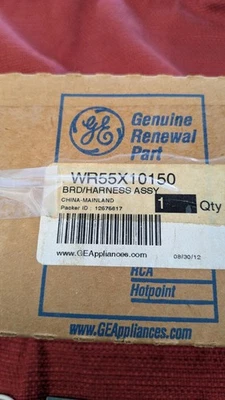 GE
Genuine
Renewal
Part
WR55X10150
BRD/HARNESS ASSY
CHINA-MAINLAND
Packer ID : 12676617
1 Qty
www.GEAppliances.com
08/30/12
RCA
Hotpoint
www.GEAppliances.com